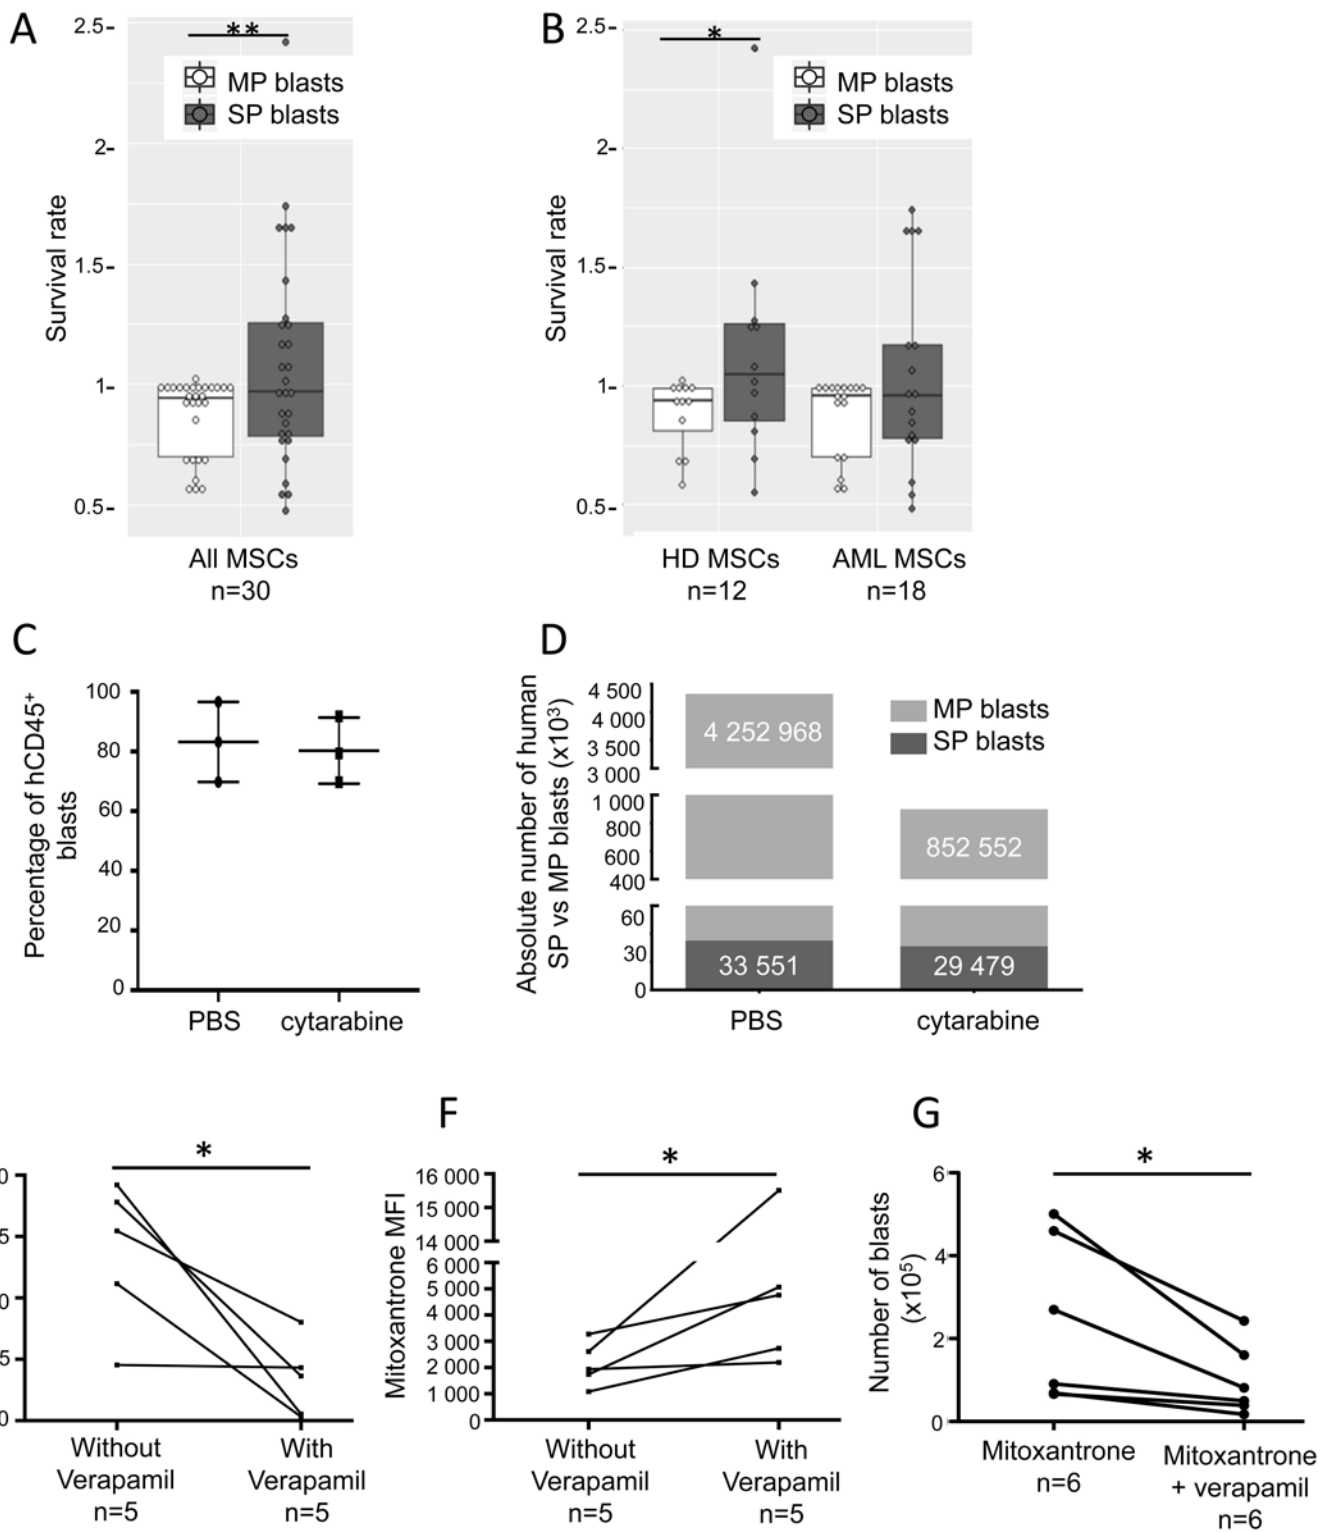 A
**
2.5-
2-
1.5-
1-
0.5-
Survival rate
MP blasts
SP blasts
All MSCs
n=30
B
*
2.5-
2-
1.5-
1-
0.5-
Survival rate
MP blasts
SP blasts
HD MSCs
n=12
AML MSCs
n=18
C
Percentage of hCD45+
blasts
100
80
60
40
20
0
PBS
cytarabine
D
Absolute number of human
SP vs MP blasts (x10³)
4 500
4 000
3 500
3 000
1 000
800
600
400
60
30
0
4 252 968
33 551
852 552
29 479
MP blasts
SP blasts
PBS
cytarabine
*
0
5
0
5
0
Without
Verapamil
n=5
With
Verapamil
n=5
F
*
Mitoxantrone MFI
16 000
15 000
14 000
6 000
5 000
4 000
3 000
2 000
1 000
0
Without
Verapamil
n=5
With
Verapamil
n=5
G
*
Number of blasts
(x10⁵)
6
4
2
0
Mitoxantrone
n=6
Mitoxantrone
+ verapamil
n=6